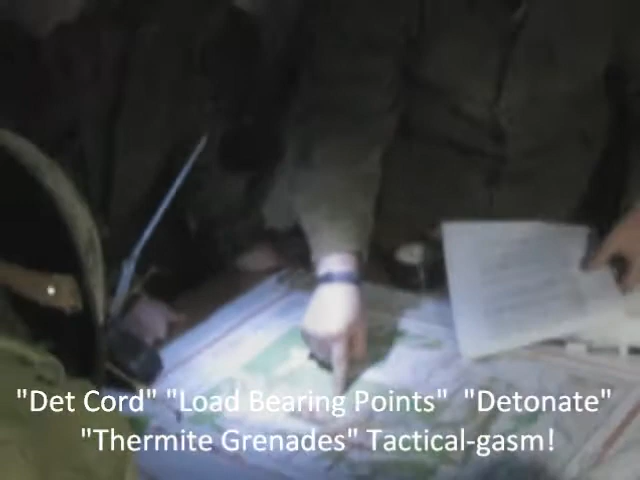 "Det Cord" "Load Bearing Points"  "Detonate"
"Thermite Grenades" Tactical-gasm!